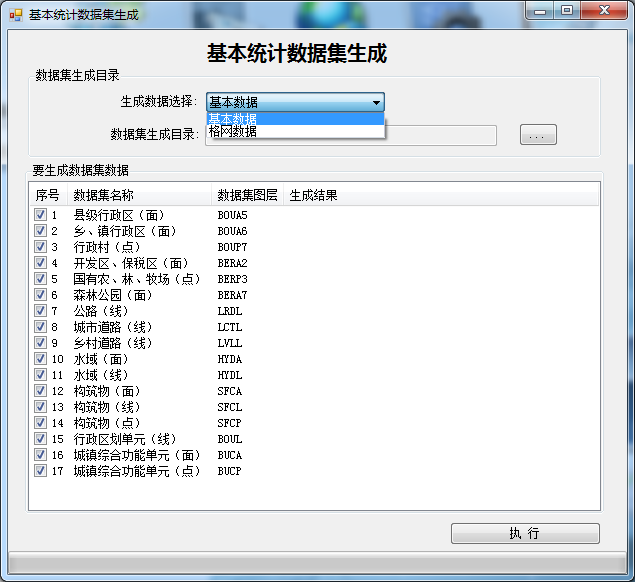 基本统计数据集生成
基本统计数据集生成
数据集生成目录
生成数据选择: 基本数据
基本数据
格网数据
数据集生成目录: ...
要生成数据集数据
序号 数据集名称 数据集图层 生成结果
1 县级行政区（面） BOUA5
2 乡、镇行政区（面） BOUA6
3 行政村（点） BOUP7
4 开发区、保税区（面） BERA2
5 国有农、林、牧场（点） BERP3
6 森林公园（面） BERA7
7 公路（线） LRDL
8 城市道路（线） LCTL
9 乡村道路（线） LVLL
10 水域（面） HYDA
11 水域（线） HYDL
12 构筑物（面） SFCA
13 构筑物（线） SFCL
14 构筑物（点） SFCP
15 行政区划单元（线） BOUL
16 城镇综合功能单元（面） BUCA
17 城镇综合功能单元（点） BUCP
执 行